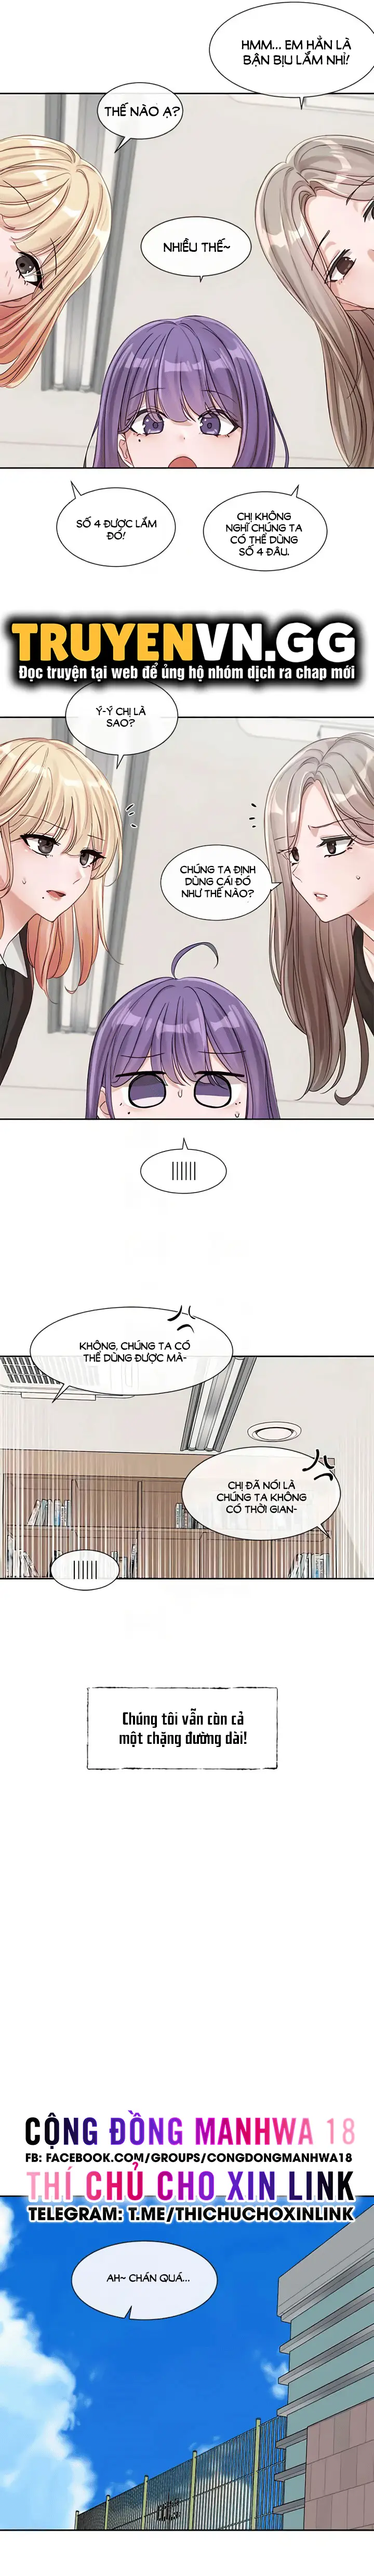 HMM... EM HẲN LÀ
BẬN BỊU LẮM NHỈ!
THẾ NÀO Ạ?
NHIỀU THẾ~
SỐ 4 ĐƯỢC LẮM
ĐÓ!
CHỊ KHÔNG
NGHĨ CHÚNG TA
CÓ THỂ DÙNG
SỐ 4 ĐÂU.
TRUYENVN.GG
Đọc truyện tại web để ủng hộ nhóm dịch ra chap mới
Ý-Ý CHỊ LÀ
SAO?
CHÚNG TA ĐỊNH
DÙNG CÁI ĐÓ
NHƯ THẾ NÀO?
KHÔNG, CHÚNG TA CÓ
THỂ DÙNG ĐƯỢC MÀ-
CHỊ ĐÃ NÓI LÀ
CHÚNG TA KHÔNG
CÓ THỜI GIAN-
Chúng tôi vẫn còn cả
một chặng đường dài!
CỘNG ĐỒNG MANHWA 18
FB: FACEBOOK.COM/GROUPS/CONGDONGMANHWA18
THÍ CHỦ CHO XIN LINK
TELEGRAM: T.ME/THICHUCHOXINLINK
AH~ CHÁN QUÁ...